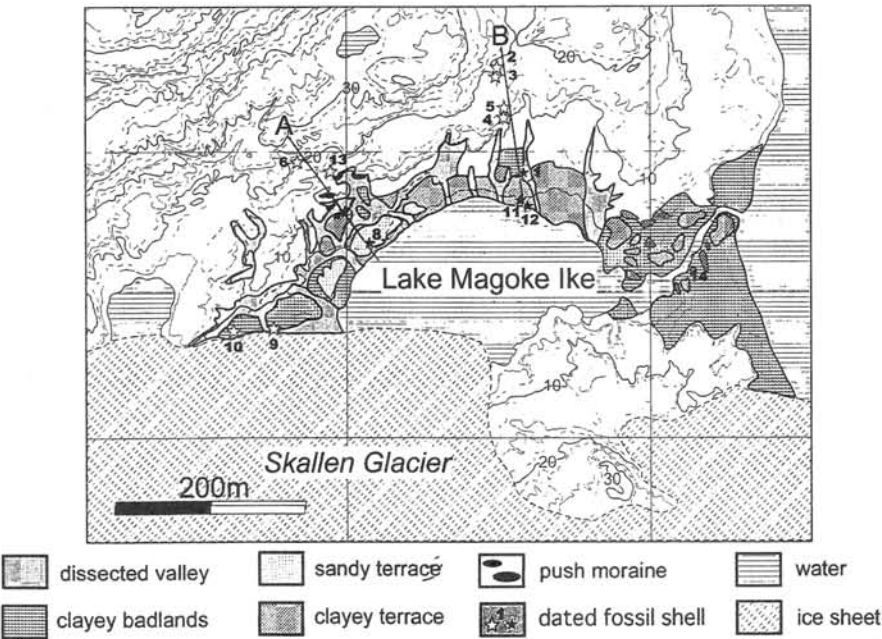 B
2
20
3
30
5
4
A
20
6
13
10
1
11
12
8
10
Lake Magoke Ike
14
10
9
10
Skallen Glacier
20
30
200m
dissected valley
sandy terrace
push moraine
water
clayey badlands
clayey terrace
dated fossil shell
ice sheet